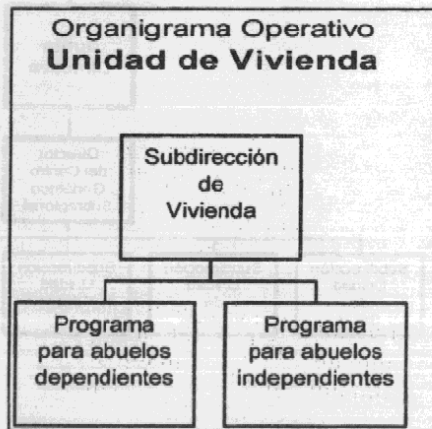 Organigrama Operativo
Unidad de Vivienda
Subdirección
de
Vivienda
Programa
para abuelos
dependientes
Programa
para abuelos
independientes